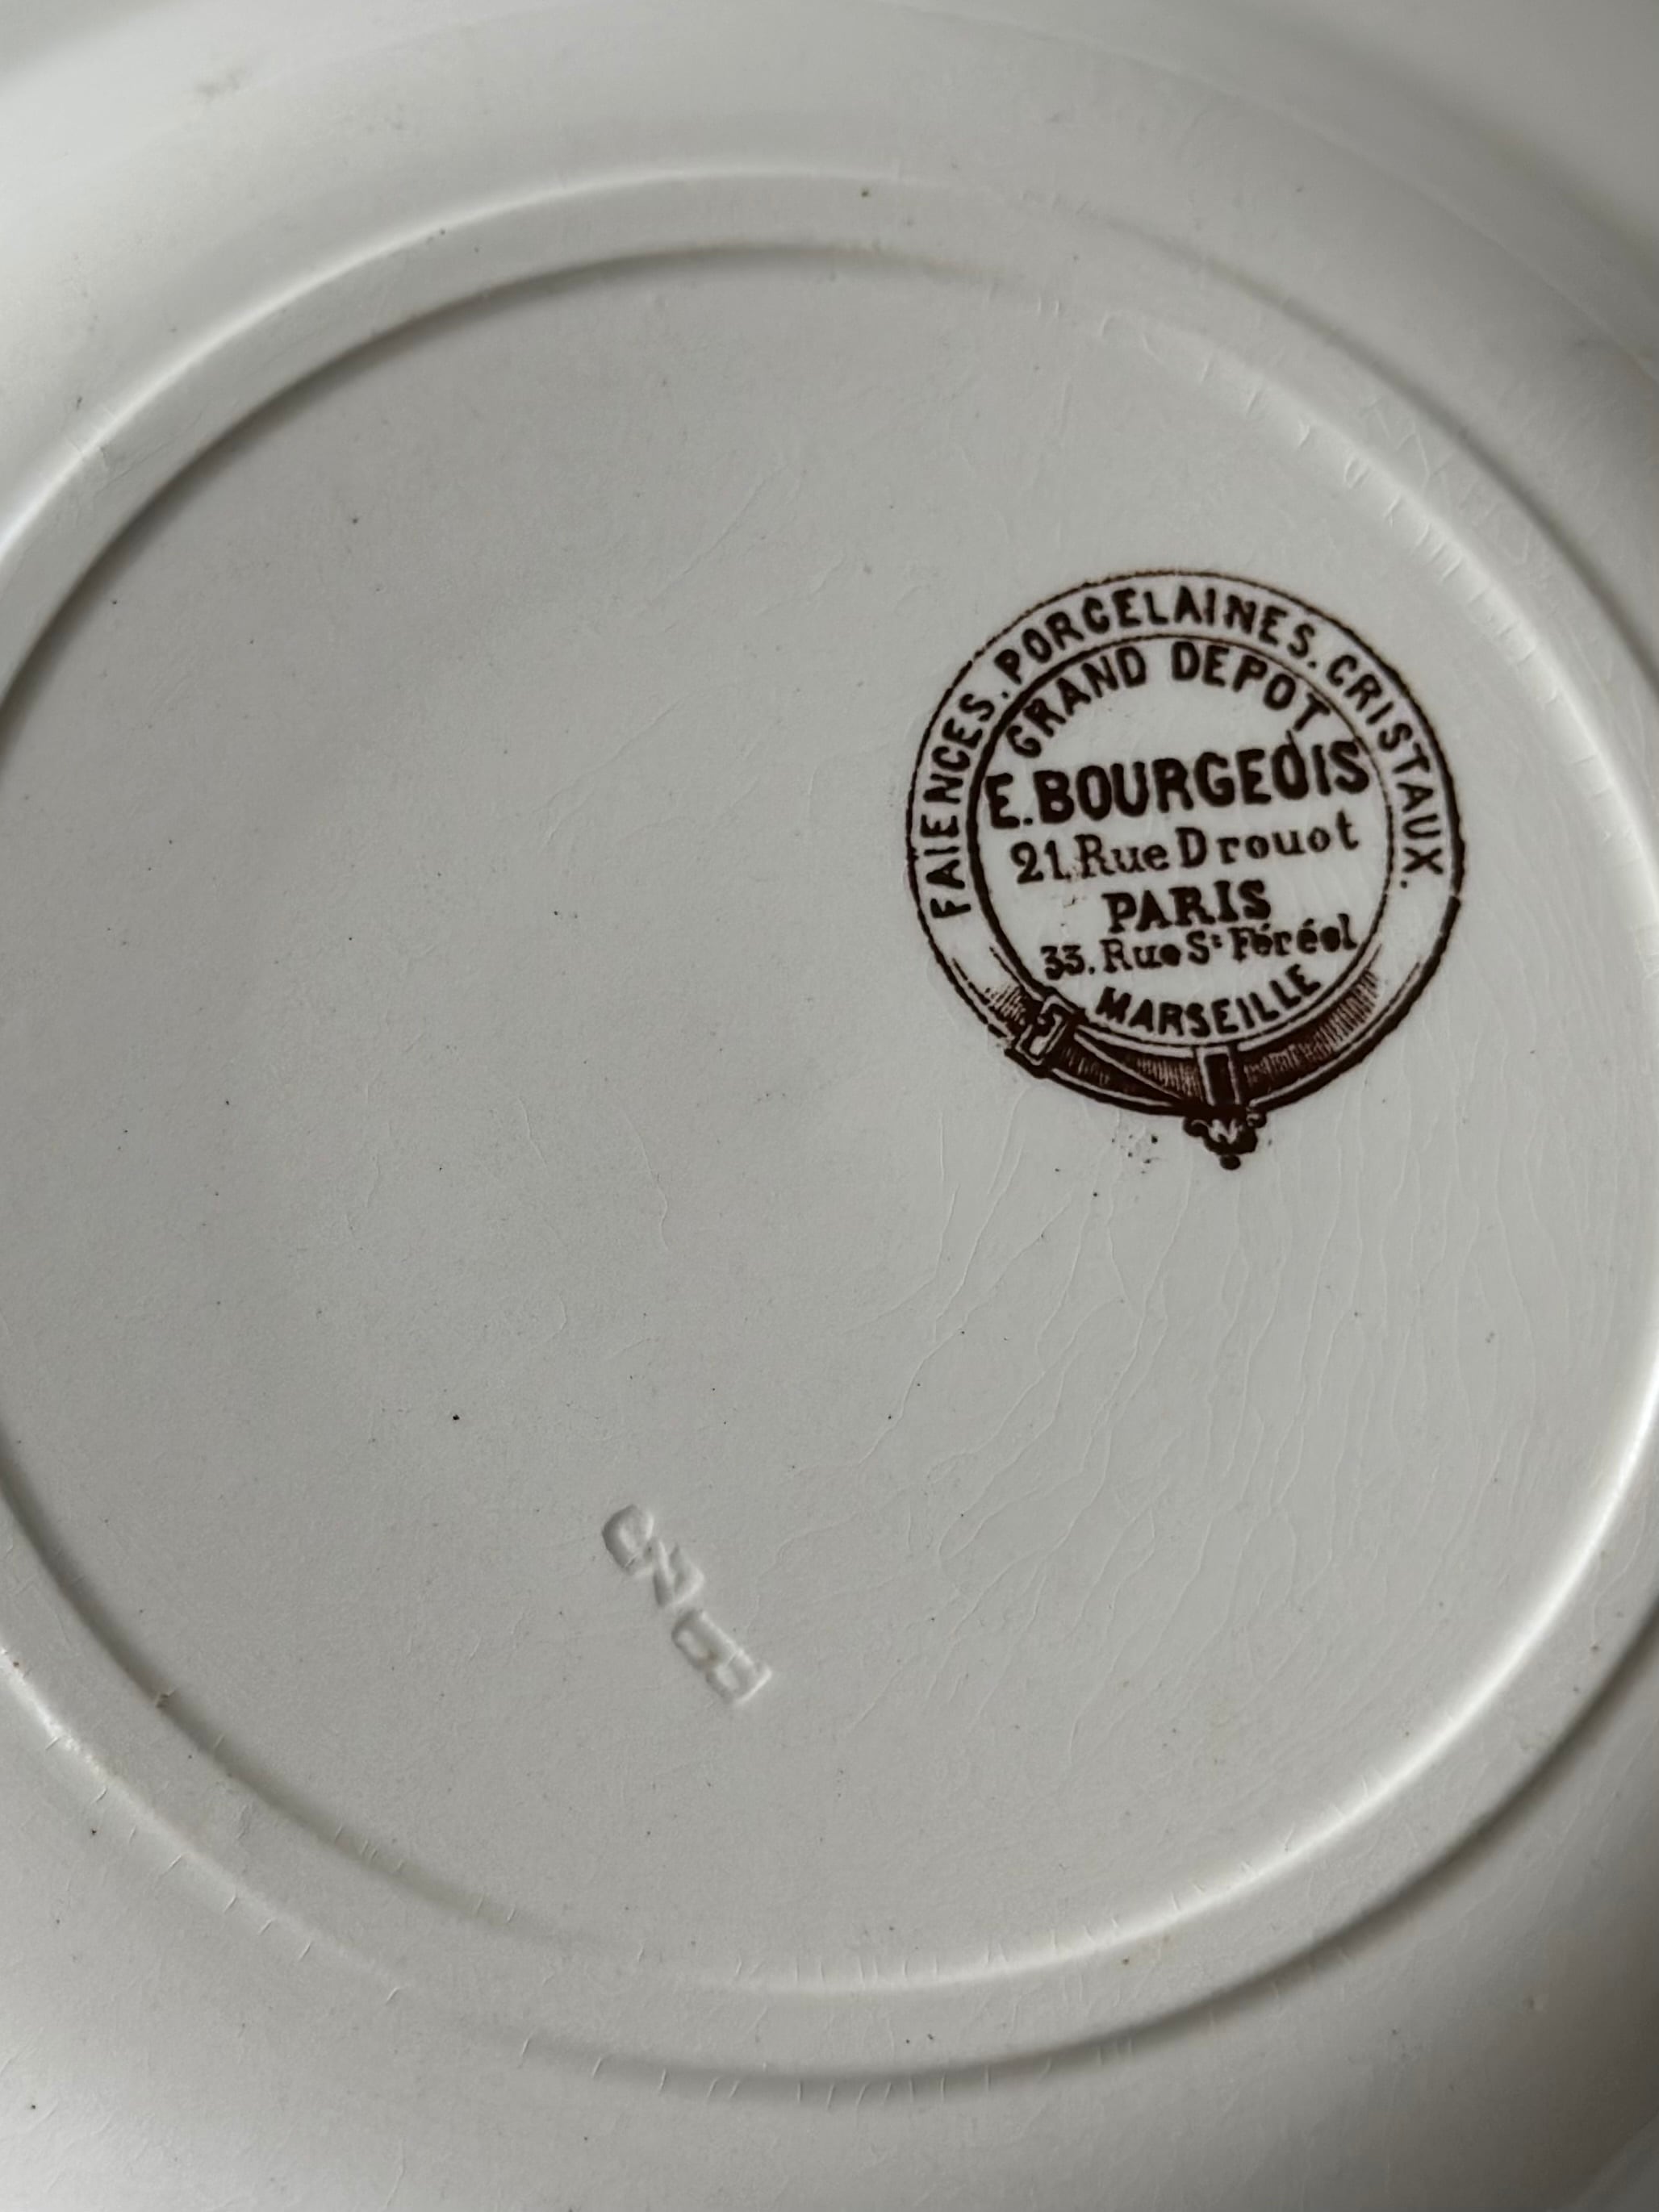 FAIENCES. PORCELAINES. CRISTAUX.
GRAND DEPOT
E. BOURGEOIS
21, Rue Drouot
PARIS
33. Rue St Féréol
MARSEILLE
N